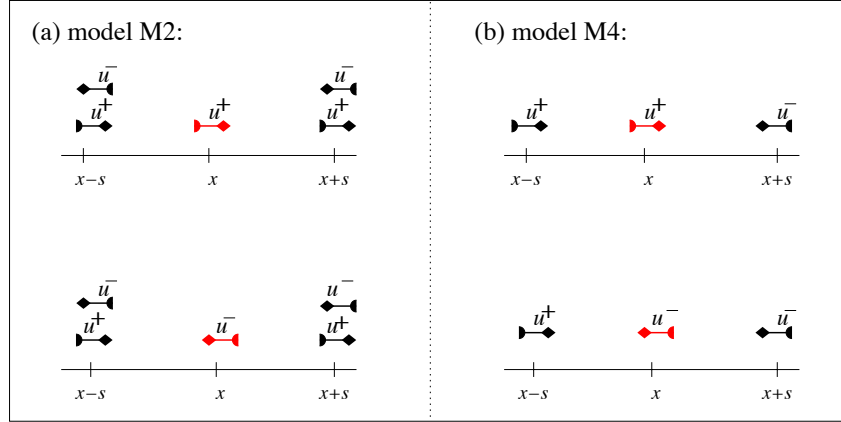 (a) model M2:
u⁻ u⁻
u⁺ u⁺ u⁺
x−s x x+s
u⁻ u⁻
u⁺ u⁻ u⁺
x−s x x+s
(b) model M4:
u⁺ u⁺ u⁻
x−s x x+s
u⁺ u⁻ u⁻
x−s x x+s